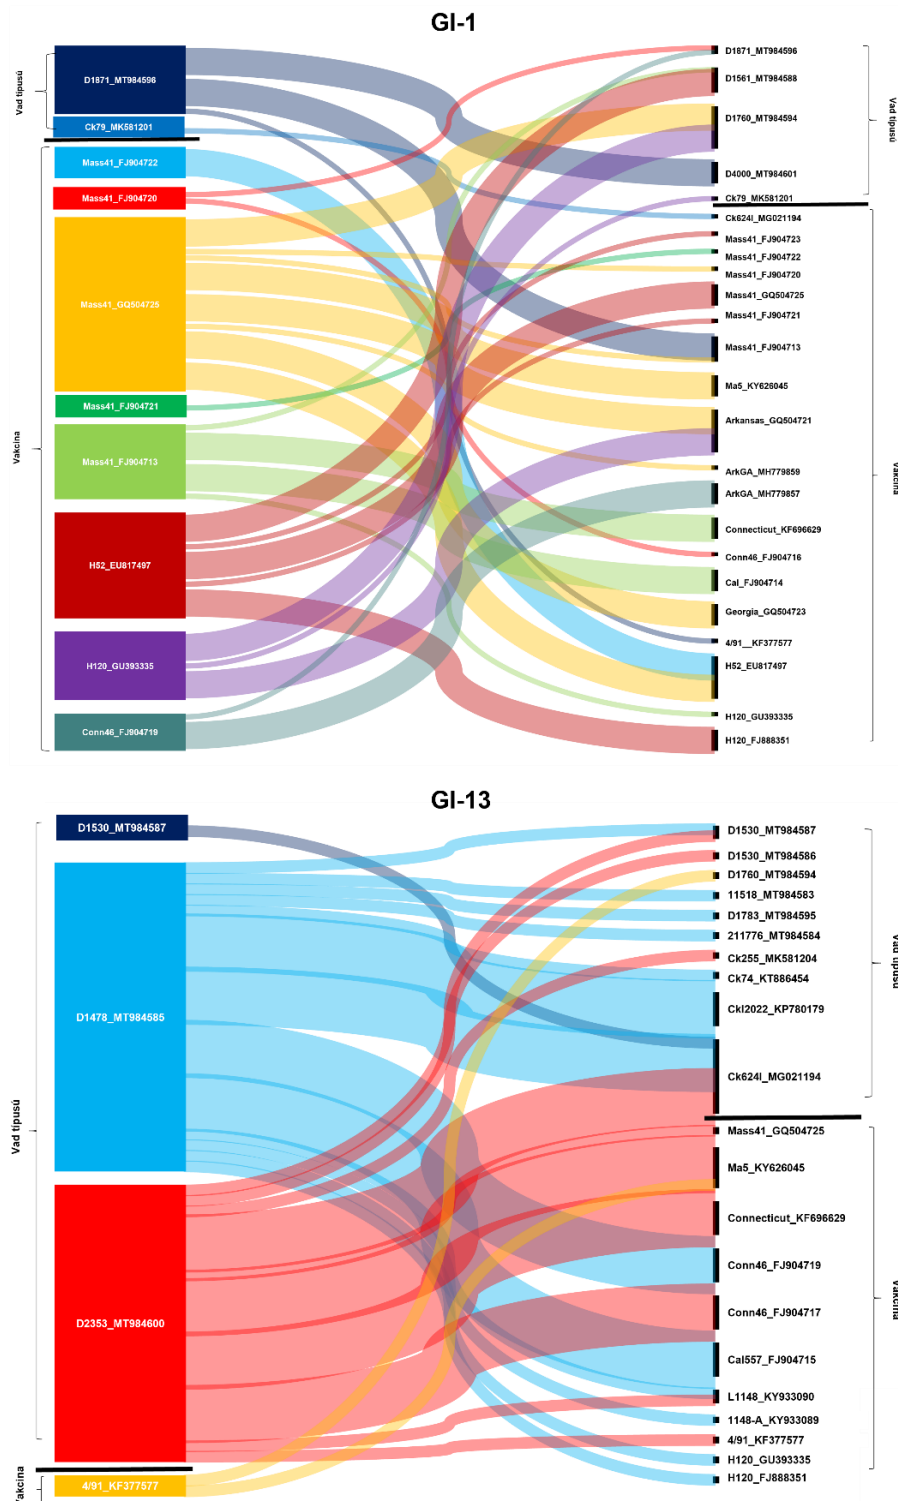 GI-1
Vad típusú
D1871_MT984596
Ck79_MK581201
Vakcina
Mass41_FJ904722
Mass41_FJ904720
Mass41_GQ504725
Mass41_FJ904721
Mass41_FJ904713
H52_EU817497
H120_GU393335
Conn46_FJ904719
D1871_MT984596
D1561_MT984588
D1760_MT984594
D4000_MT984601
Ck79_MK581201
Vad típusú
Ck624I_MG021194
Mass41_FJ904723
Mass41_FJ904722
Mass41_FJ904720
Mass41_GQ504725
Mass41_FJ904721
Mass41_FJ904713
Ma5_KY626045
Arkansas_GQ504721
ArkGA_MH779859
ArkGA_MH779857
Connecticut_KF696629
Conn46_FJ904716
Cal_FJ904714
Georgia_GQ504723
4/91__KF377577
H52_EU817497
H120_GU393335
H120_FJ888351
Vakcina
GI-13
Vad típusú
D1530_MT984587
D1478_MT984585
D2353_MT984600
Vakcina
4/91_KF377577
D1530_MT984587
D1530_MT984586
D1760_MT984594
11518_MT984583
D1783_MT984595
211776_MT984584
Ck255_MK581204
Ck74_KT886454
CkI2022_KP780179
Ck624I_MG021194
Vad típusú
Mass41_GQ504725
Ma5_KY626045
Connecticut_KF696629
Conn46_FJ904719
Conn46_FJ904717
Cal557_FJ904715
L1148_KY933090
1148-A_KY933089
4/91_KF377577
H120_GU393335
H120_FJ888351
Vakcina